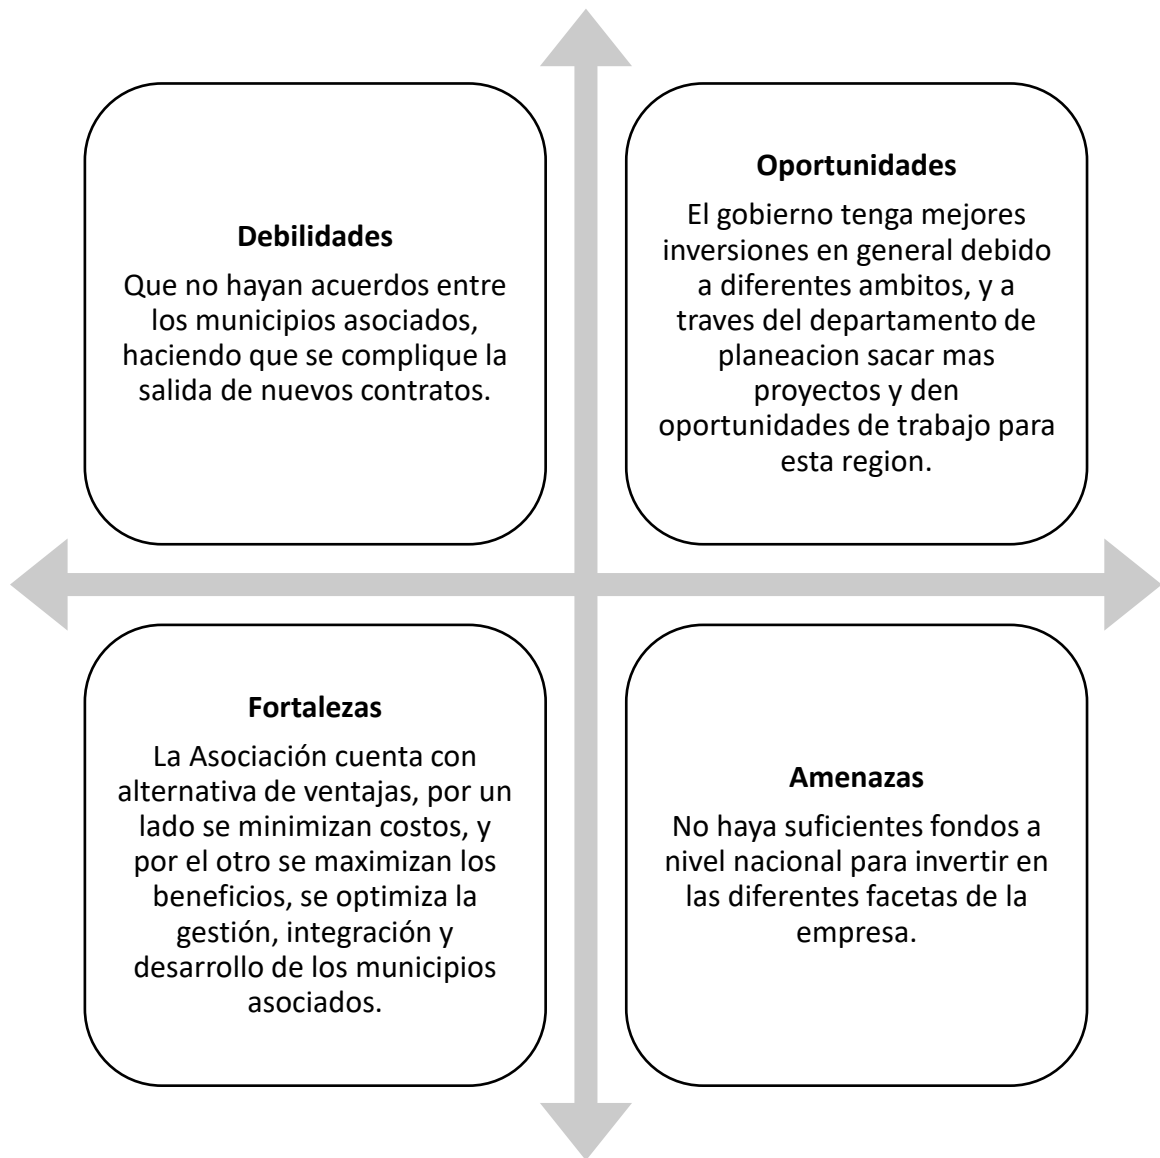 Debilidades
Que no hayan acuerdos entre
los municipios asociados,
haciendo que se complique la
salida de nuevos contratos.
Oportunidades
El gobierno tenga mejores
inversiones en general debido
a diferentes ambitos, y a
traves del departamento de
planeacion sacar mas
proyectos y den
oportunidades de trabajo para
esta region.
Fortalezas
La Asociación cuenta con
alternativa de ventajas, por un
lado se minimizan costos, y
por el otro se maximizan los
beneficios, se optimiza la
gestión, integración y
desarrollo de los municipios
asociados.
Amenazas
No haya suficientes fondos a
nivel nacional para invertir en
las diferentes facetas de la
empresa.